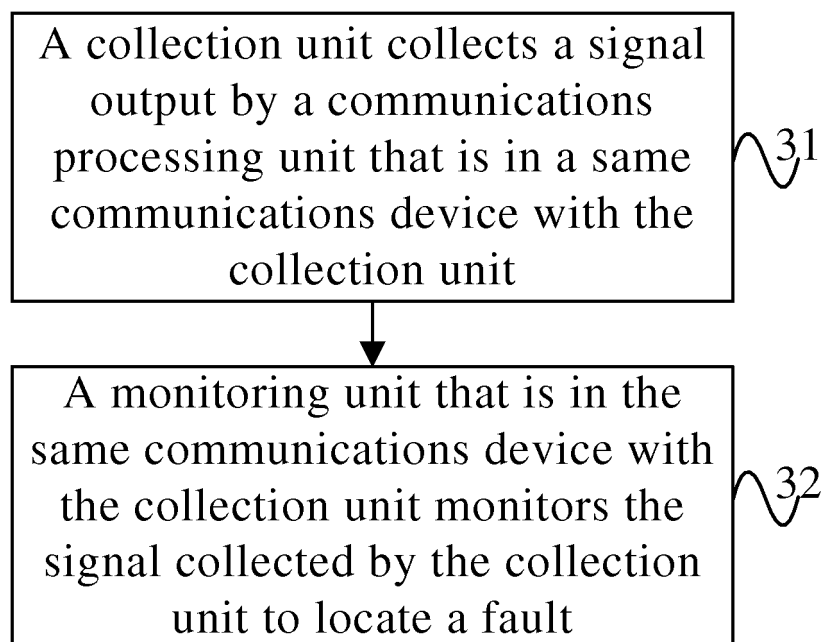 A collection unit collects a signal
output by a communications
processing unit that is in a same
communications device with the
collection unit
31
A monitoring unit that is in the
same communications device with
the collection unit monitors the
signal collected by the collection
unit to locate a fault
32